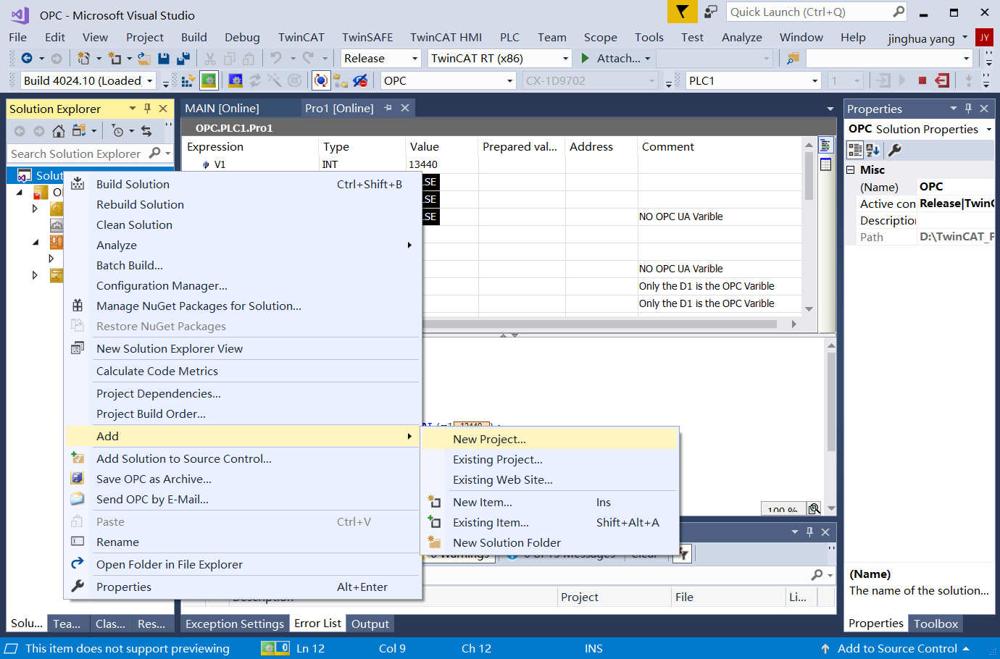 OPC - Microsoft Visual Studio
Quick Launch (Ctrl+Q)
File Edit View Project Build Debug TwinCAT TwinSAFE TwinCAT HMI PLC Team Scope Tools Test Analyze Window Help jinghua yang JY
Release TwinCAT RT (x86) Attach...
Build 4024.10 (Loaded) OPC CX-1D9702 PLC1 1
Solution Explorer
MAIN [Online] Pro1 [Online]
Properties
OPC.PLC1.Pro1
OPC Solution Properties
Search Solution Explorer
Expression Type Value Prepared val... Address Comment
V1 INT 13440
Misc
(Name) OPC
Active con Release|TwinC
Description
Path D:\TwinCAT_P
NO OPC UA Varible
NO OPC UA Varible
Only the D1 is the OPC Varible
Only the D1 is the OPC Varible
Build Solution Ctrl+Shift+B
Rebuild Solution
Clean Solution
Analyze
Batch Build...
Configuration Manager...
Manage NuGet Packages for Solution...
Restore NuGet Packages
New Solution Explorer View
Calculate Code Metrics
Project Dependencies...
Project Build Order...
Add
Add Solution to Source Control...
Save OPC as Archive...
Send OPC by E-Mail...
Paste Ctrl+V
Rename
Open Folder in File Explorer
Properties Alt+Enter
New Project...
Existing Project...
Existing Web Site...
New Item... Ins
Existing Item... Shift+Alt+A
New Solution Folder
100 %
Project File Li...
(Name)
The name of the solution...
Solu... Tea... Clas... Res...
Exception Settings Error List Output
Properties Toolbox
This item does not support previewing 0 Ln 12 Col 9 Ch 12 INS Add to Source Control